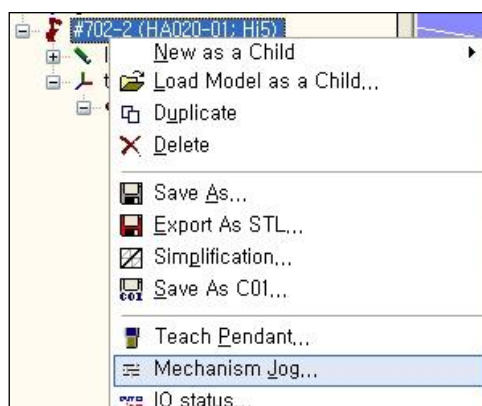 #702-2 (HA020-01: Hi5)
New as a Child
Load Model as a Child...
Duplicate
Delete
Save As...
Export As STL...
Simplification...
Save As C01...
Teach Pendant...
Mechanism Jog...
IO status...